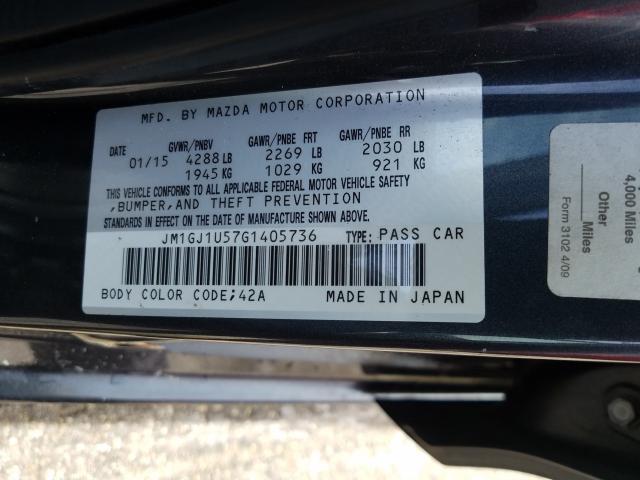 MFD. BY MAZDA MOTOR CORPORATION
DATE GVWR/PNBV GAWR/PNBE FRT GAWR/PNBE RR
01/15 4288 LB 2269 LB 2030 LB
1945 KG 1029 KG 921 KG
THIS VEHICLE CONFORMS TO ALL APPLICABLE FEDERAL MOTOR VEHICLE SAFETY
,BUMPER,AND THEFT PREVENTION
STANDARDS IN EFFECT ON THE DATE OF MANUFACTURE SHOWN ABOVE.
JM1GJ1U57G1405736 TYPE: PASS CAR
BODY COLOR CODE;42A MADE IN JAPAN
4,000 Miles
Other
Miles
Form 3102 4/09